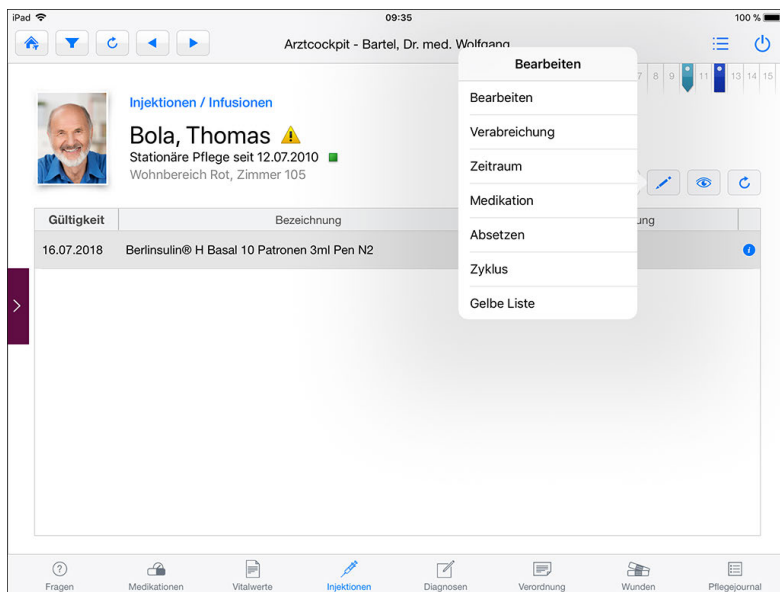 iPad 09:35 100 %
Arztcockpit - Bartel, Dr. med. Wolfgang
Bearbeiten
7 8 9 11 13 14 15
Injektionen / Infusionen
Bola, Thomas
Stationäre Pflege seit 12.07.2010
Wohnbereich Rot, Zimmer 105
Bearbeiten
Verabreichung
Zeitraum
Medikation
Absetzen
Zyklus
Gelbe Liste
Gültigkeit Bezeichnung
16.07.2018 Berlinsulin® H Basal 10 Patronen 3ml Pen N2
Fragen Medikationen Vitalwerte Injektionen Diagnosen Verordnung Wunden Pflegejournal